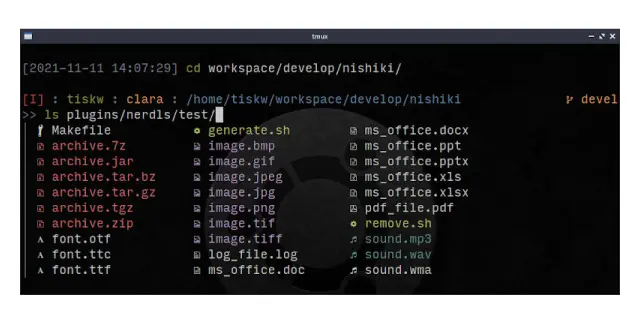 tmux
[2021-11-11 14:07:29] cd workspace/develop/nishiki/
[I] : tiskw : clara : /home/tiskw/workspace/develop/nishiki devel
>> ls plugins/nerdls/test/
Makefile generate.sh ms_office.docx
archive.7z image.bmp ms_office.ppt
archive.jar image.gif ms_office.pptx
archive.tar.bz image.jpeg ms_office.xls
archive.tar.gz image.jpg ms_office.xlsx
archive.tgz image.png pdf_file.pdf
archive.zip image.tif remove.sh
font.otf image.tiff sound.mp3
font.ttc log_file.log sound.wav
font.ttf ms_office.doc sound.wma